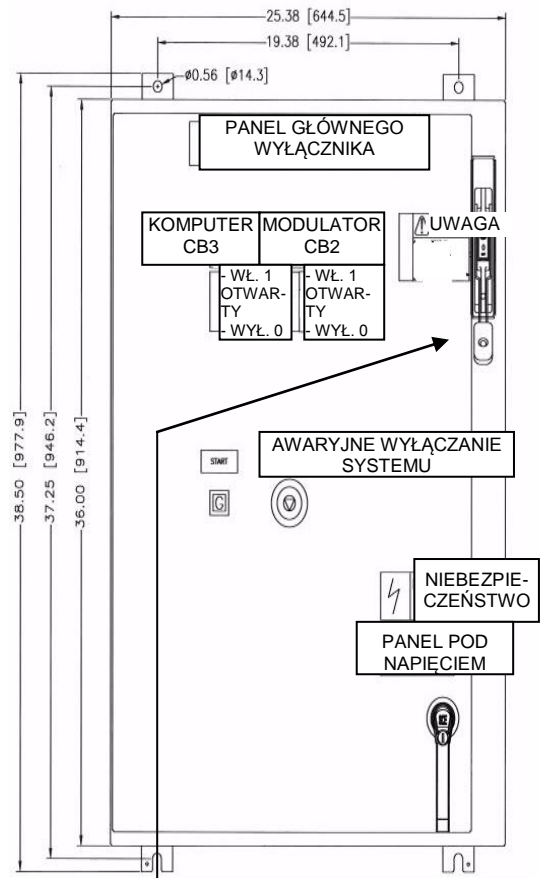 25.38 [644.5]
19.38 [492.1]
ø0.56 [ø14.3]
PANEL GŁÓWNEGO
WYŁĄCZNIKA
KOMPUTER
CB3
MODULATOR
CB2
UWAGA
- WŁ. 1
OTWAR-
TY
- WYŁ. 0
- WŁ. 1
OTWAR-
TY
- WYŁ. 0
38.50 [977.9]
37.25 [946.2]
36.00 [914.4]
START
G
AWARYJNE WYŁĄCZANIE
SYSTEMU
NIEBEZPIE-
CZEŃSTWO
PANEL POD
NAPIĘCIEM